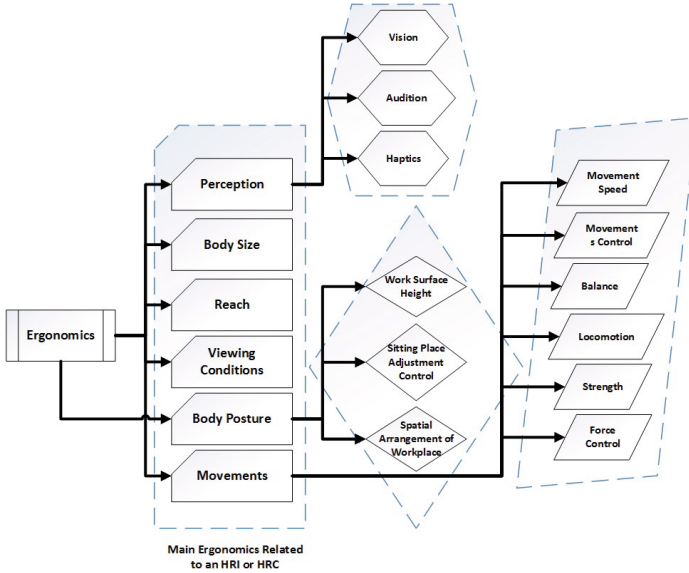 Ergonomics
Perception
Body Size
Reach
Viewing
Conditions
Body Posture
Movements
Main Ergonomics Related
to an HRI or HRC
Vision
Audition
Haptics
Work Surface
Height
Sitting Place
Adjustment
Control
Spatial
Arrangement of
Workplace
Movement
Speed
Movement
s Control
Balance
Locomotion
Strength
Force
Control